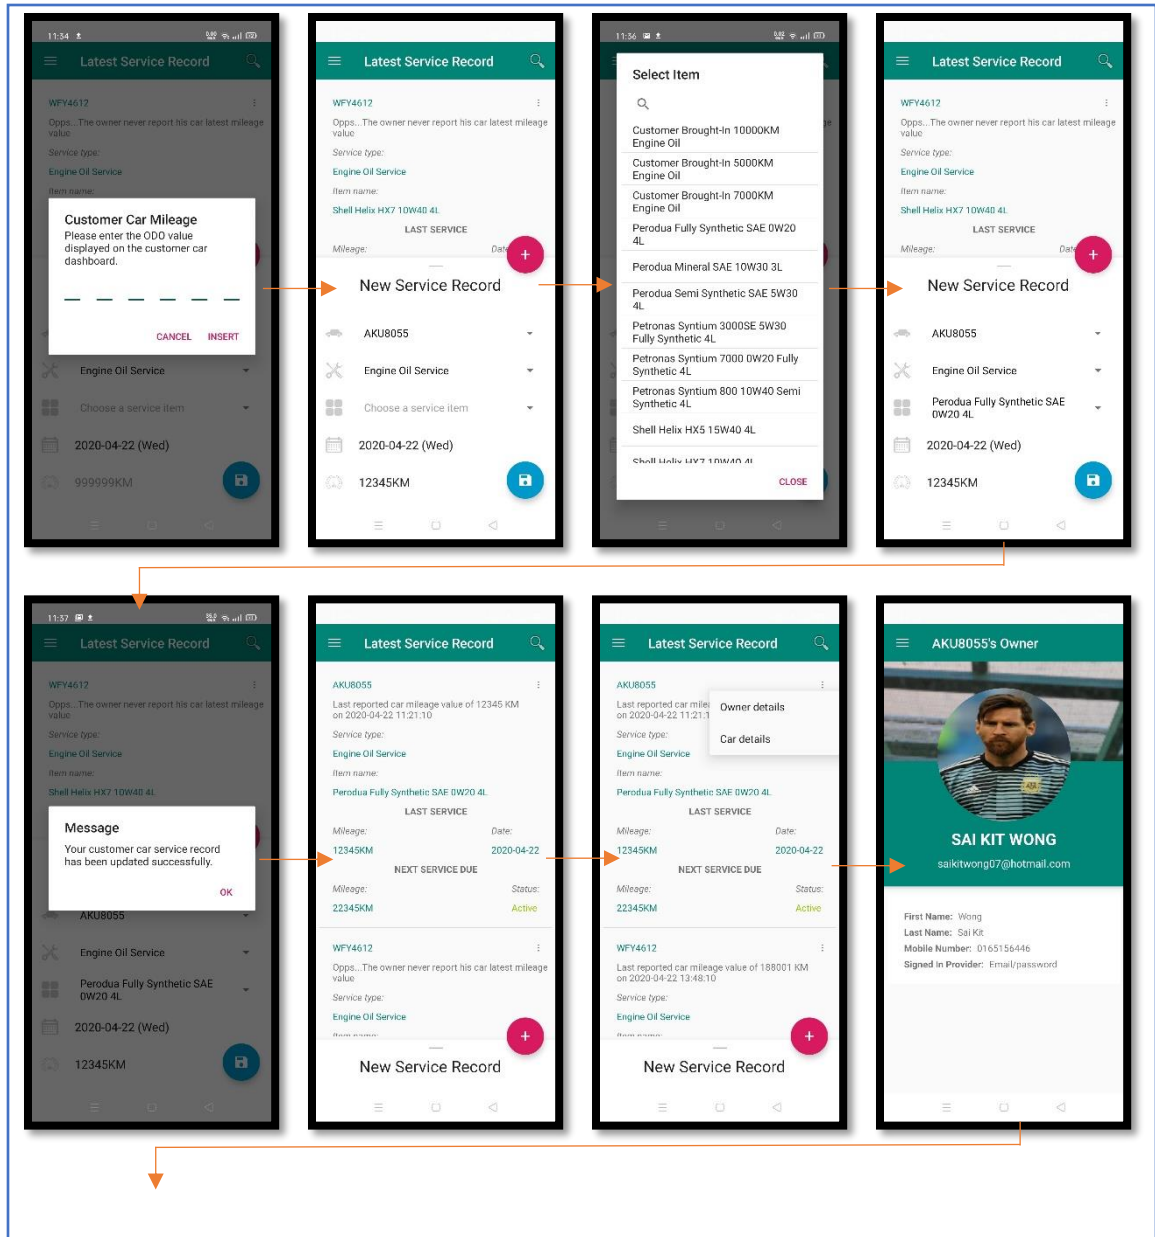 11:34
Latest Service Record
WFY4612
Opps...The owner never report his car latest mileage
value
Service type:
Engine Oil Service
Item name:
Customer Car Mileage
Please enter the ODO value
displayed on the customer car
dashboard.
CANCEL INSERT
Engine Oil Service
Choose a service item
2020-04-22 (Wed)
999999KM
Latest Service Record
WFY4612
Opps...The owner never report his car latest mileage
value
Service type:
Engine Oil Service
Item name:
Shell Helix HX7 10W40 4L
LAST SERVICE
Mileage:
New Service Record
AKU8055
Engine Oil Service
Choose a service item
2020-04-22 (Wed)
12345KM
11:36
Select Item
Customer Brought-In 10000KM
Engine Oil
Customer Brought-In 5000KM
Engine Oil
Customer Brought-In 7000KM
Engine Oil
Perodua Fully Synthetic SAE 0W20
4L
Perodua Mineral SAE 10W30 3L
Perodua Semi Synthetic SAE 5W30
4L
Petronas Syntium 3000SE 5W30
Fully Synthetic 4L
Petronas Syntium 7000 0W20 Fully
Synthetic 4L
Petronas Syntium 800 10W40 Semi
Synthetic 4L
Shell Helix HX5 15W40 4L
Shell Helix HX7 10W40 4L
CLOSE
Latest Service Record
WFY4612
Opps...The owner never report his car latest mileage
value
Service type:
Engine Oil Service
Item name:
Shell Helix HX7 10W40 4L
LAST SERVICE
Mileage:
New Service Record
AKU8055
Engine Oil Service
Perodua Fully Synthetic SAE
0W20 4L
2020-04-22 (Wed)
12345KM
11:37
Latest Service Record
WFY4612
Opps...The owner never report his car latest mileage
value
Service type:
Engine Oil Service
Item name:
Shell Helix HX7 10W40 4L
Message
Your customer car service record
has been updated successfully.
OK
AKU8055
Engine Oil Service
Perodua Fully Synthetic SAE
0W20 4L
2020-04-22 (Wed)
12345KM
Latest Service Record
AKU8055
Last reported car mileage value of 12345 KM
on 2020-04-22 11:21:10
Service type:
Engine Oil Service
Item name:
Perodua Fully Synthetic SAE 0W20 4L
LAST SERVICE
Mileage: Date:
12345KM 2020-04-22
NEXT SERVICE DUE
Mileage: Status:
22345KM Active
WFY4612
Opps...The owner never report his car latest mileage
value
Service type:
Engine Oil Service
Item name:
New Service Record
Latest Service Record
AKU8055
Last reported car
on 2020-04-22
Owner details
Car details
Service type:
Engine Oil Service
Item name:
Perodua Fully Synthetic SAE 0W20 4L
LAST SERVICE
Mileage: Date:
12345KM 2020-04-22
NEXT SERVICE DUE
Mileage: Status:
22345KM Active
WFY4612
Last reported car mileage value of 188001 KM
on 2020-04-22 13:48:10
Service type:
Engine Oil Service
Item name:
New Service Record
AKU8055's Owner
SAI KIT WONG
saikitwong07@hotmail.com
First Name: Wong
Last Name: Sai Kit
Mobile Number: 0165156446
Signed In Provider: Email/password